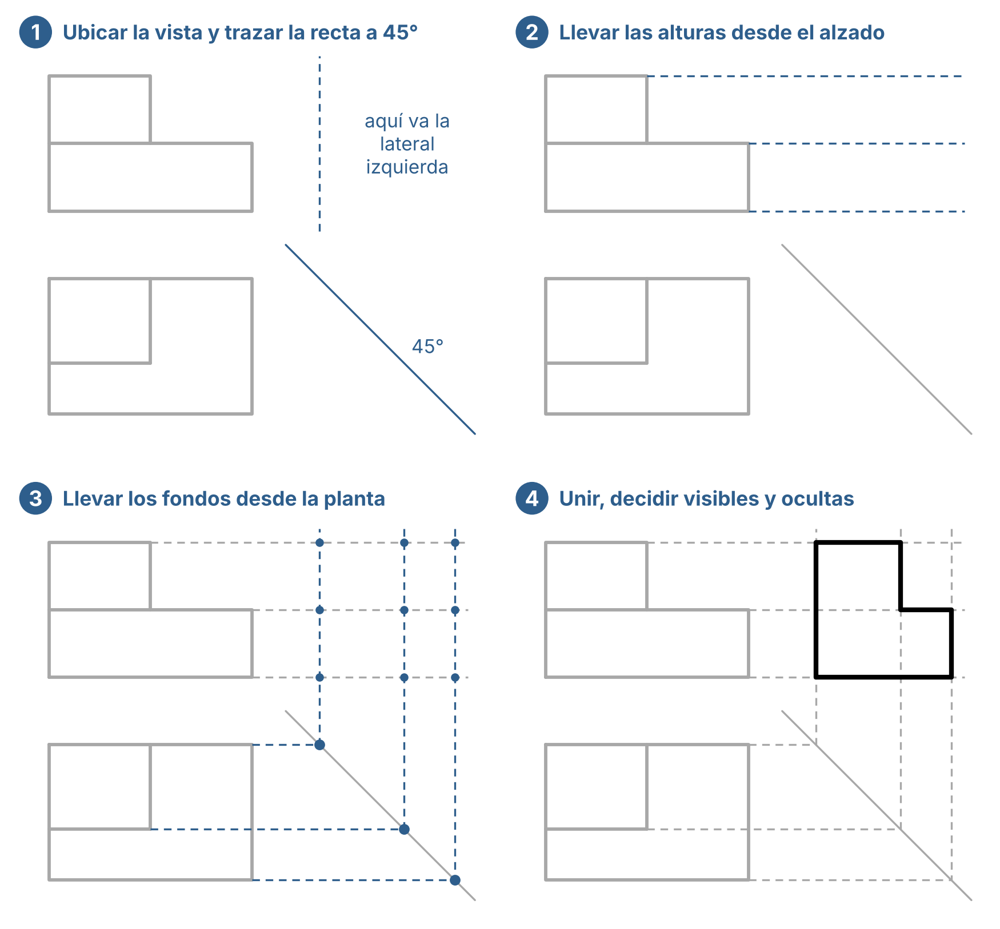 1 Ubicar la vista y trazar la recta a 45°
aquí va la
lateral
izquierda
45°
2 Llevar las alturas desde el alzado
3 Llevar los fondos desde la planta
4 Unir, decidir visibles y ocultas